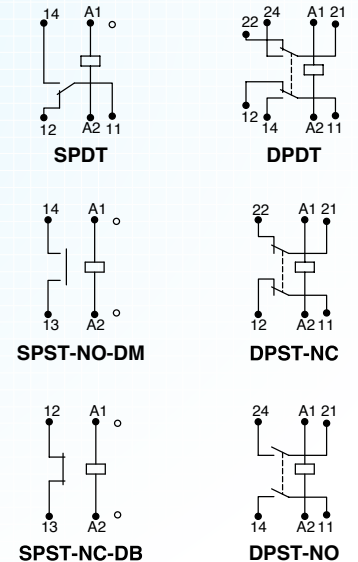 14 A1
12 A2 11
SPDT
22 24 A1 21
12 14 A2 11
DPDT
14 A1
13 A2
SPST-NO-DM
22 A1 21
12 A2 11
DPST-NC
12 A1
13 A2
SPST-NC-DB
24 A1 21
14 A2 11
DPST-NO